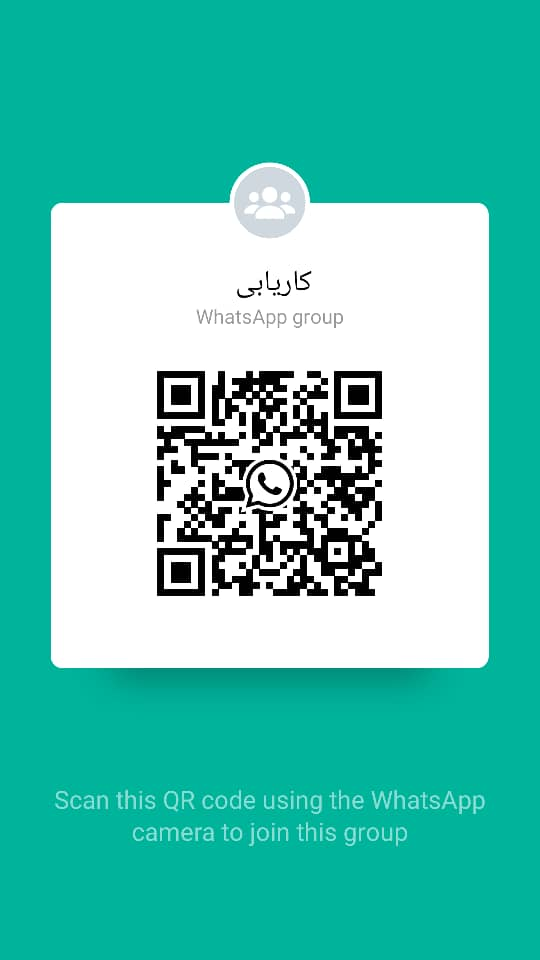 کاریابی
WhatsApp group
Scan this QR code using the WhatsApp
camera to join this group